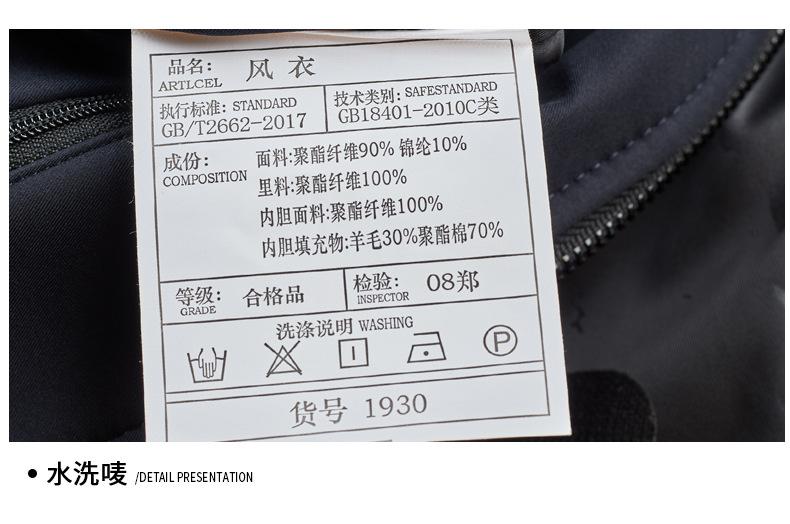 品名: 风 衣
ARTLCEL
执行标准: STANDARD
GB/T2662-2017
技术类别: SAFESTANDARD
GB18401-2010C类
成份:
COMPOSITION
面料:聚酯纤维90% 锦纶10%
里料:聚酯纤维100%
内胆面料:聚酯纤维100%
内胆填充物:羊毛30%聚酯棉70%
等级: 合格品
GRADE
检验: 08郑
INSPECTOR
洗涤说明 WASHING
P
货号 1930
• 水洗唛 /DETAIL PRESENTATION